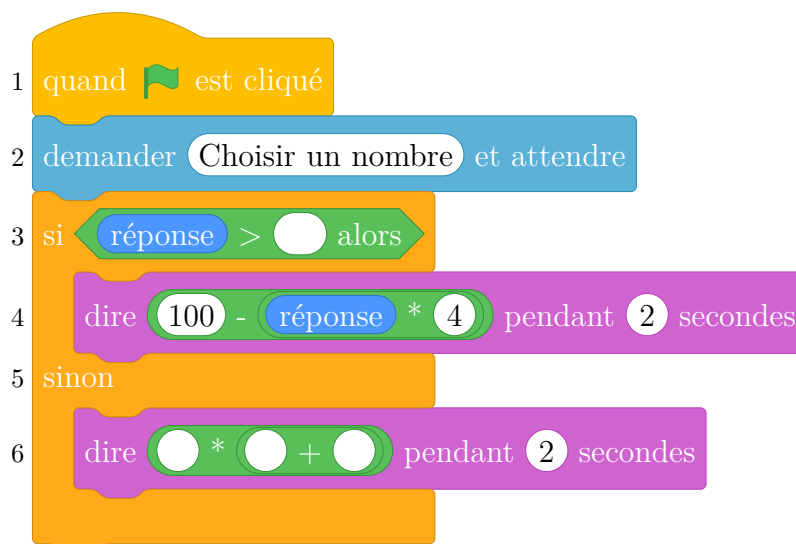 1 quand est cliqué
2 demander Choisir un nombre et attendre
3 si réponse > alors
4 dire 100 - réponse * 4 pendant 2 secondes
5 sinon
6 dire * + pendant 2 secondes